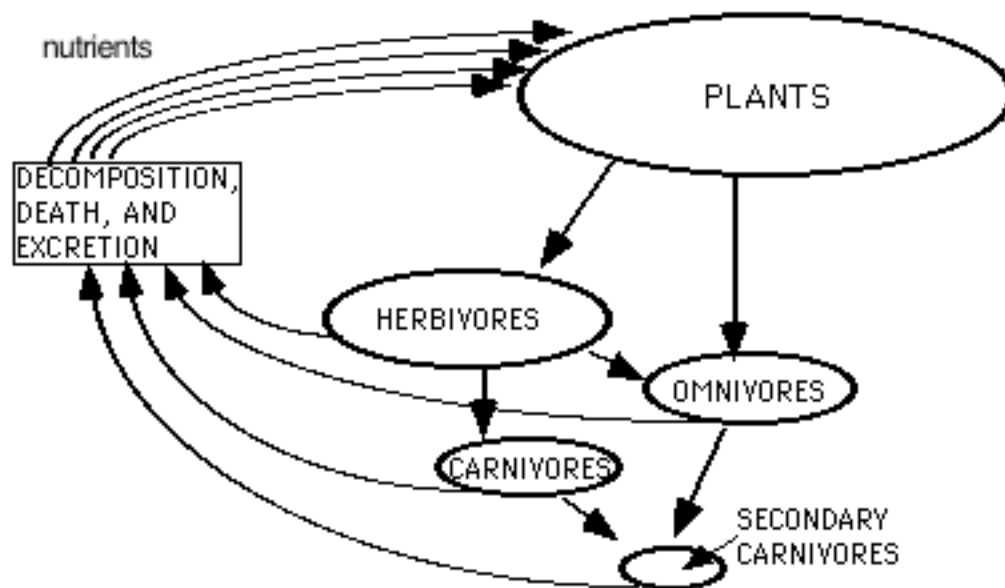 nutrients
PLANTS
DECOMPOSITION,
DEATH, AND
EXCRETION
HERBIVORES
OMNIVORES
CARNIVORES
SECONDARY
CARNIVORES